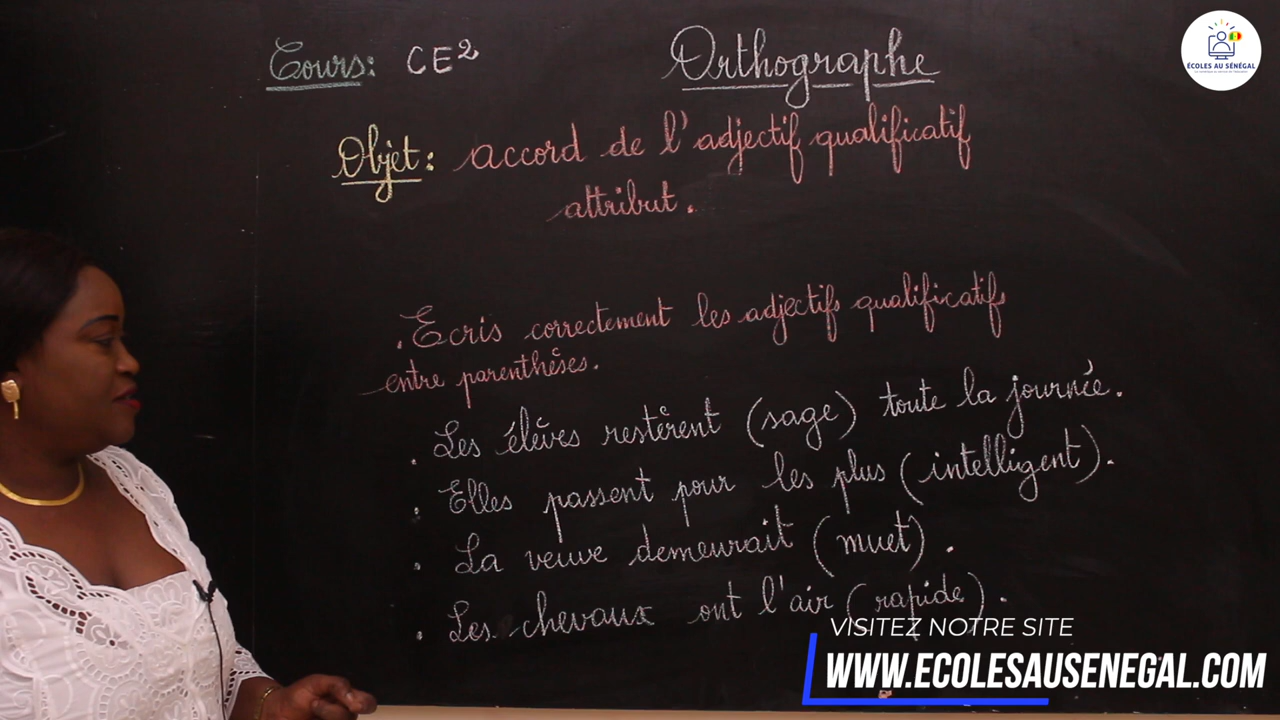 Cours: CE2
Orthographe
ÉCOLES AU SÉNÉGAL
Objet: accord de l'adjectif qualificatif
attribut.
. Ecris correctement les adjectifs qualificatifs
entre parenthèses.
. Les élèves restèrent (sage) toute la journée.
. Elles passent pour les plus (intelligent).
. La veuve demeurait (muet).
. Les chevaux ont l'air (rapide).
VISITEZ NOTRE SITE
WWW.ECOLESAUSENEGAL.COM